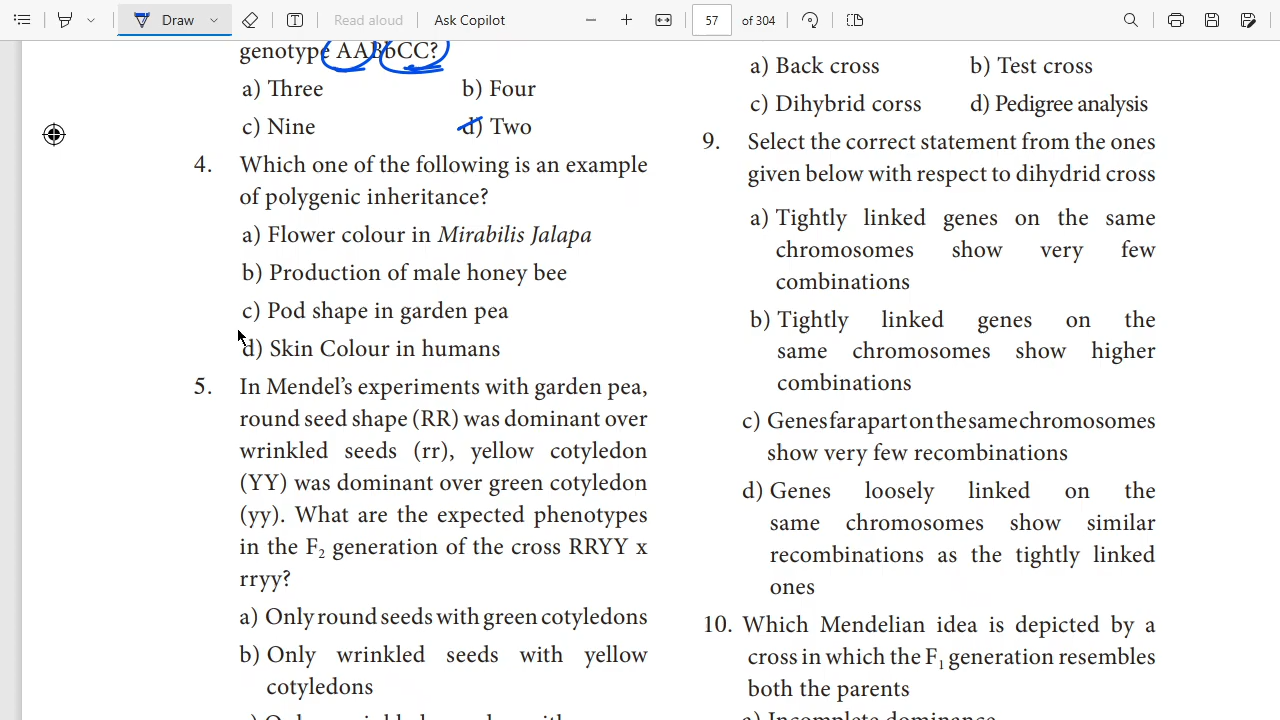 Draw
Read aloud
Ask Copilot
57
of 304
genotype AABbCC?
a) Three
b) Four
c) Nine
d) Two
4. Which one of the following is an example
of polygenic inheritance?
a) Flower colour in Mirabilis Jalapa
b) Production of male honey bee
c) Pod shape in garden pea
d) Skin Colour in humans
5. In Mendel's experiments with garden pea,
round seed shape (RR) was dominant over
wrinkled seeds (rr), yellow cotyledon
(YY) was dominant over green cotyledon
(yy). What are the expected phenotypes
in the F₂ generation of the cross RRYY x
rryy?
a) Only round seeds with green cotyledons
b) Only wrinkled seeds with yellow
cotyledons
a) Back cross
b) Test cross
c) Dihybrid corss
d) Pedigree analysis
9. Select the correct statement from the ones
given below with respect to dihydrid cross
a) Tightly linked genes on the same
chromosomes show very few
combinations
b) Tightly linked genes on the
same chromosomes show higher
combinations
c) Genes far apart on the same chromosomes
show very few recombinations
d) Genes loosely linked on the
same chromosomes show similar
recombinations as the tightly linked
ones
10. Which Mendelian idea is depicted by a
cross in which the F₁ generation resembles
both the parents
a) Incomplete dominance